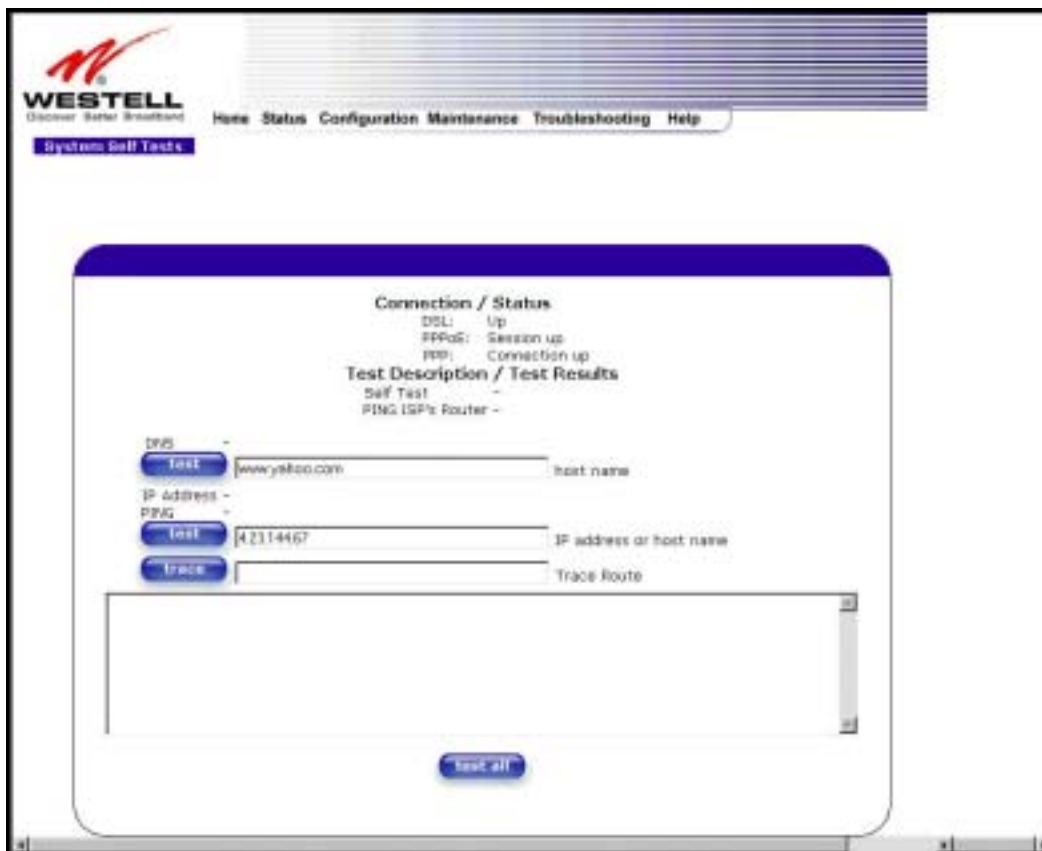 WESTELL
Discover Better Broadband
Home Status Configuration Maintenance Troubleshooting Help
System Self Tests
Connection / Status
DSL: Up
PPPoE: Session up
PPP: Connection up
Test Description / Test Results
Self Test -
PING ISP's Router -
DNS -
test www.yahoo.com host name
IP Address -
PING -
test IP address or host name
trace Trace Route
test all